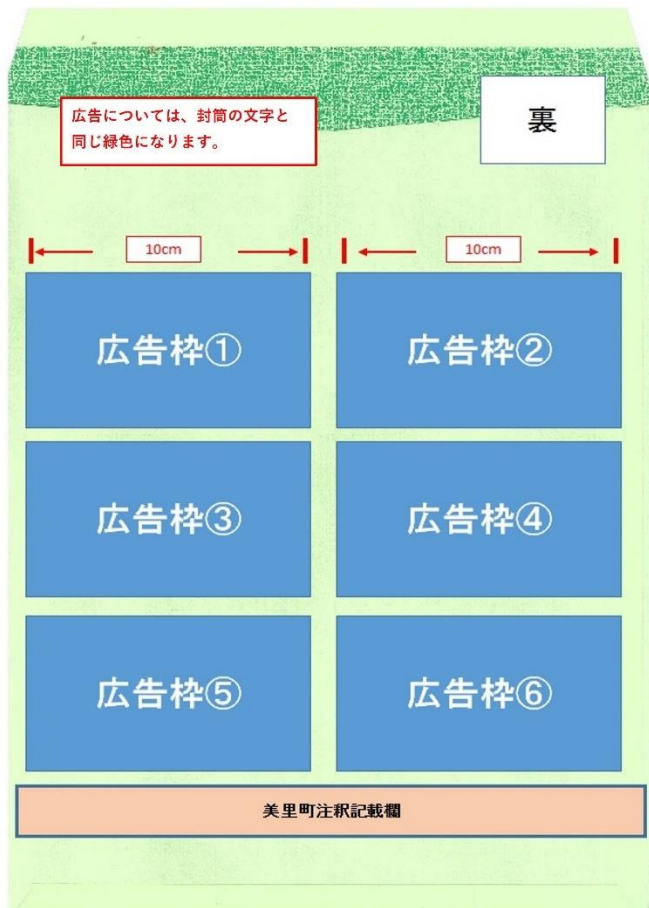 広告については、封筒の文字と
同じ緑色になります。
裏
10cm
10cm
広告枠①
広告枠②
広告枠③
広告枠④
広告枠⑤
広告枠⑥
美里町注釈記載欄